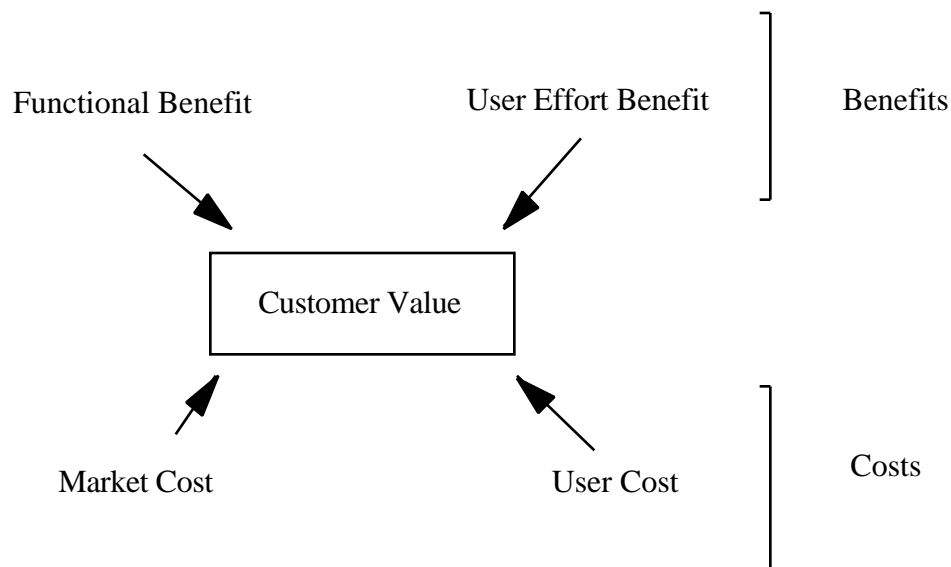 Functional Benefit
User Effort Benefit
Benefits
Customer Value
Market Cost
User Cost
Costs